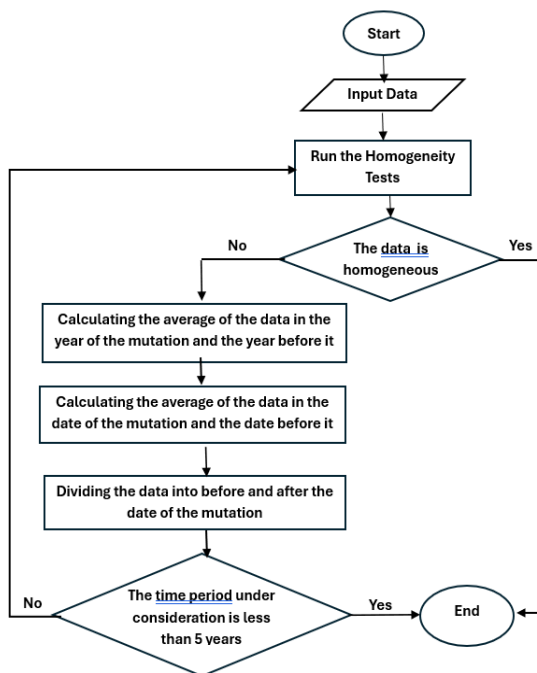 Start
Input Data
Run the Homogeneity
Tests
No
The data is
homogeneous
Yes
Calculating the average of the data in the
year of the mutation and the year before it
Calculating the average of the data in the
date of the mutation and the date before it
Dividing the data into before and after the
date of the mutation
No
The time period under
consideration is less
than 5 years
Yes
End